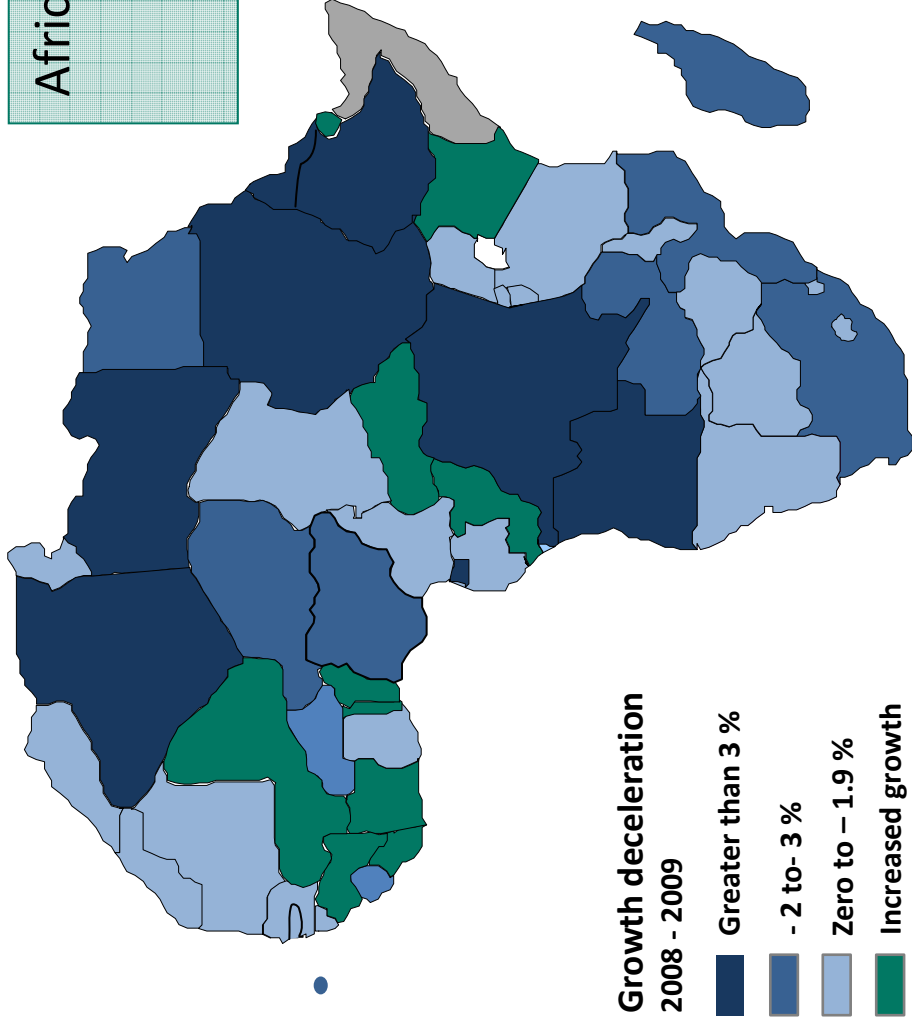 Afric
Growth deceleration
2008 - 2009
Greater than 3 %
- 2 to- 3 %
Zero to – 1.9 %
Increased growth